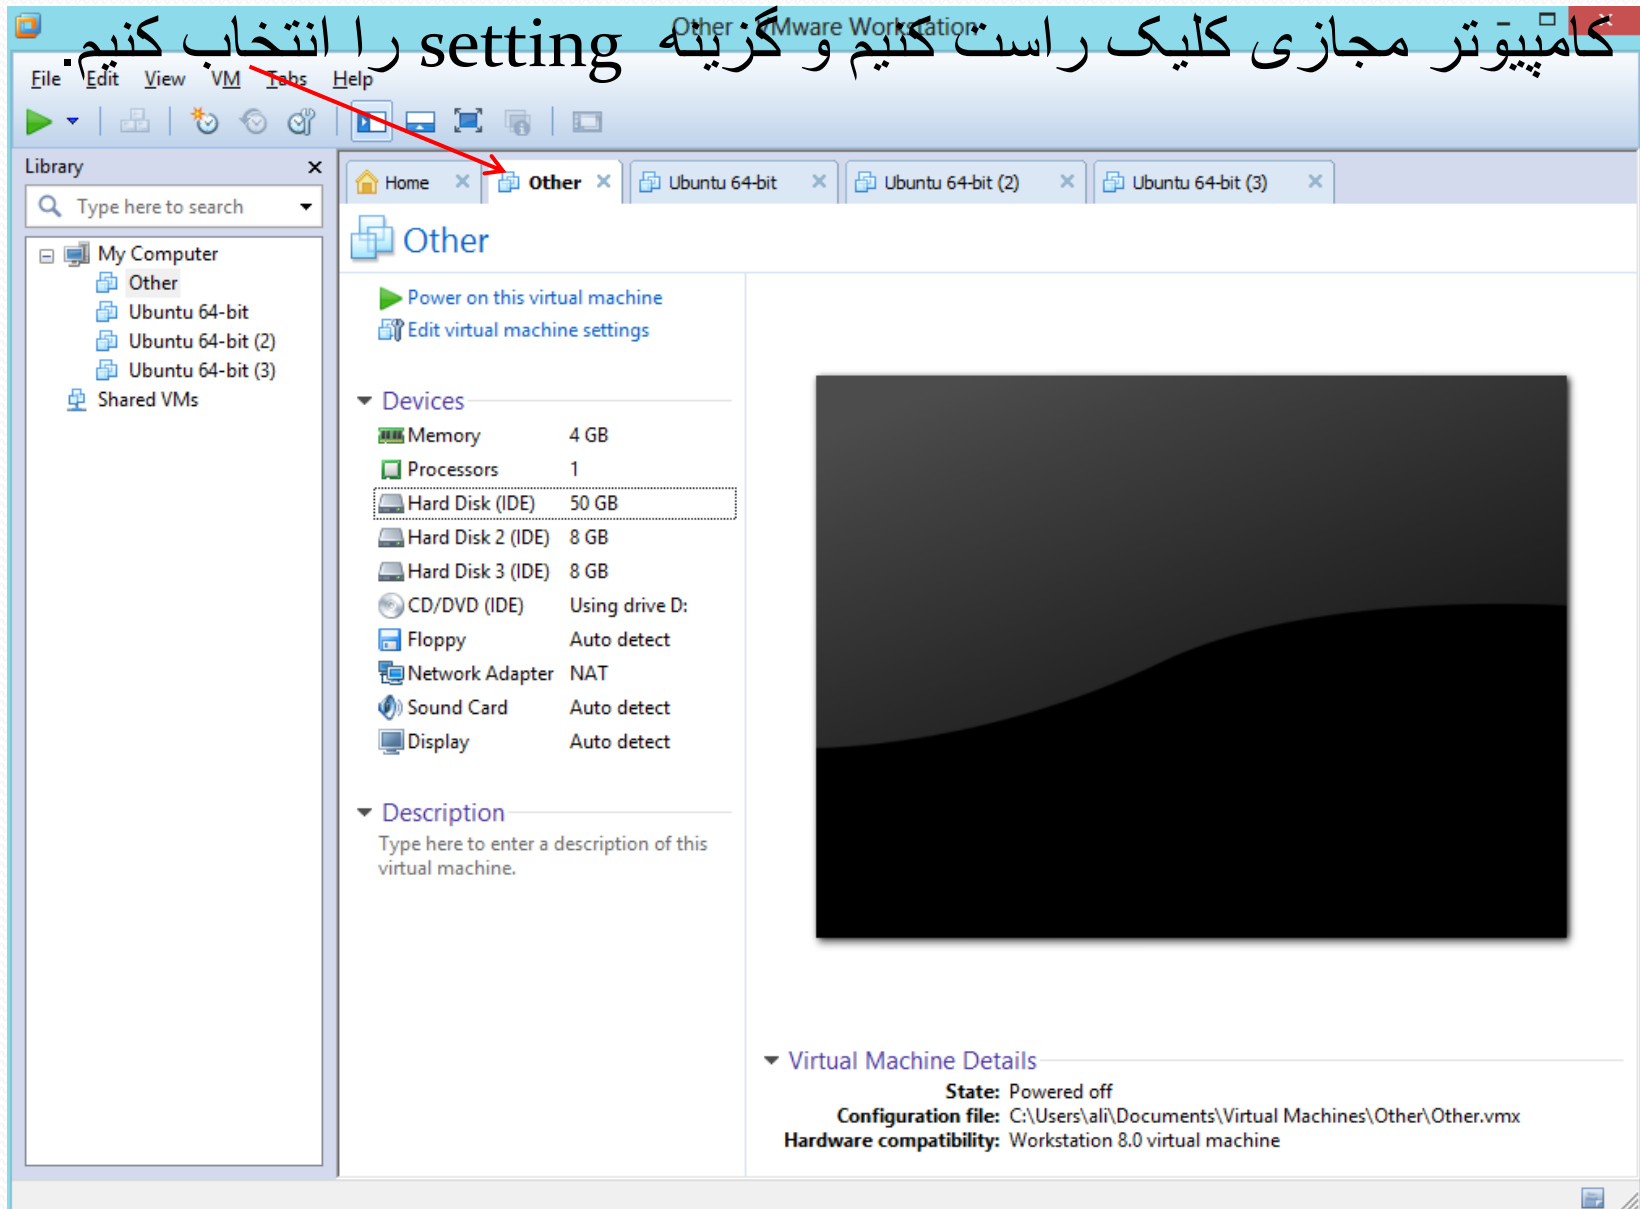 Other - VMware Workstation
کامپیوتر مجازی کلیک راست کنیم و گزینه setting را انتخاب کنیم.
File Edit View VM Tabs Help
Library
Type here to search
My Computer
Other
Ubuntu 64-bit
Ubuntu 64-bit (2)
Ubuntu 64-bit (3)
Shared VMs
Home Other Ubuntu 64-bit Ubuntu 64-bit (2) Ubuntu 64-bit (3)
Other
Power on this virtual machine
Edit virtual machine settings
Devices
Memory 4 GB
Processors 1
Hard Disk (IDE) 50 GB
Hard Disk 2 (IDE) 8 GB
Hard Disk 3 (IDE) 8 GB
CD/DVD (IDE) Using drive D:
Floppy Auto detect
Network Adapter NAT
Sound Card Auto detect
Display Auto detect
Description
Type here to enter a description of this
virtual machine.
Virtual Machine Details
State: Powered off
Configuration file: C:\Users\ali\Documents\Virtual Machines\Other\Other.vmx
Hardware compatibility: Workstation 8.0 virtual machine